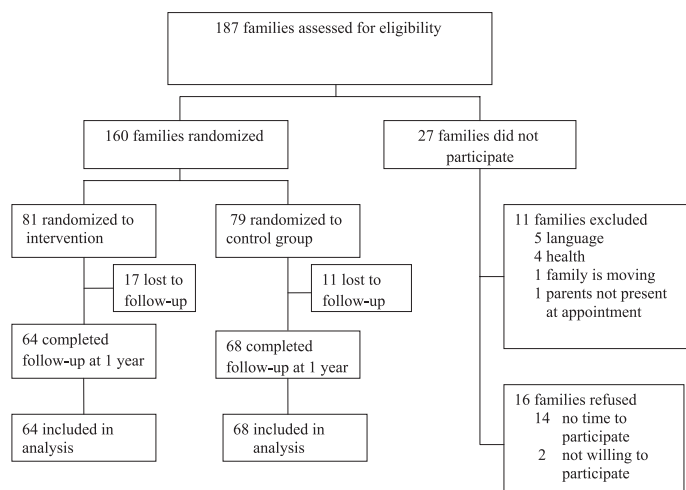 187 families assessed for eligibility
160 families randomized
27 families did not
participate
81 randomized to
intervention
79 randomized to
control group
17 lost to
follow-up
11 lost to
follow-up
64 completed
follow-up at 1 year
68 completed
follow-up at 1 year
64 included in
analysis
68 included in
analysis
11 families excluded
5 language
4 health
1 family is moving
1 parents not present
at appointment
16 families refused
14 no time to
participate
2 not willing to
participate